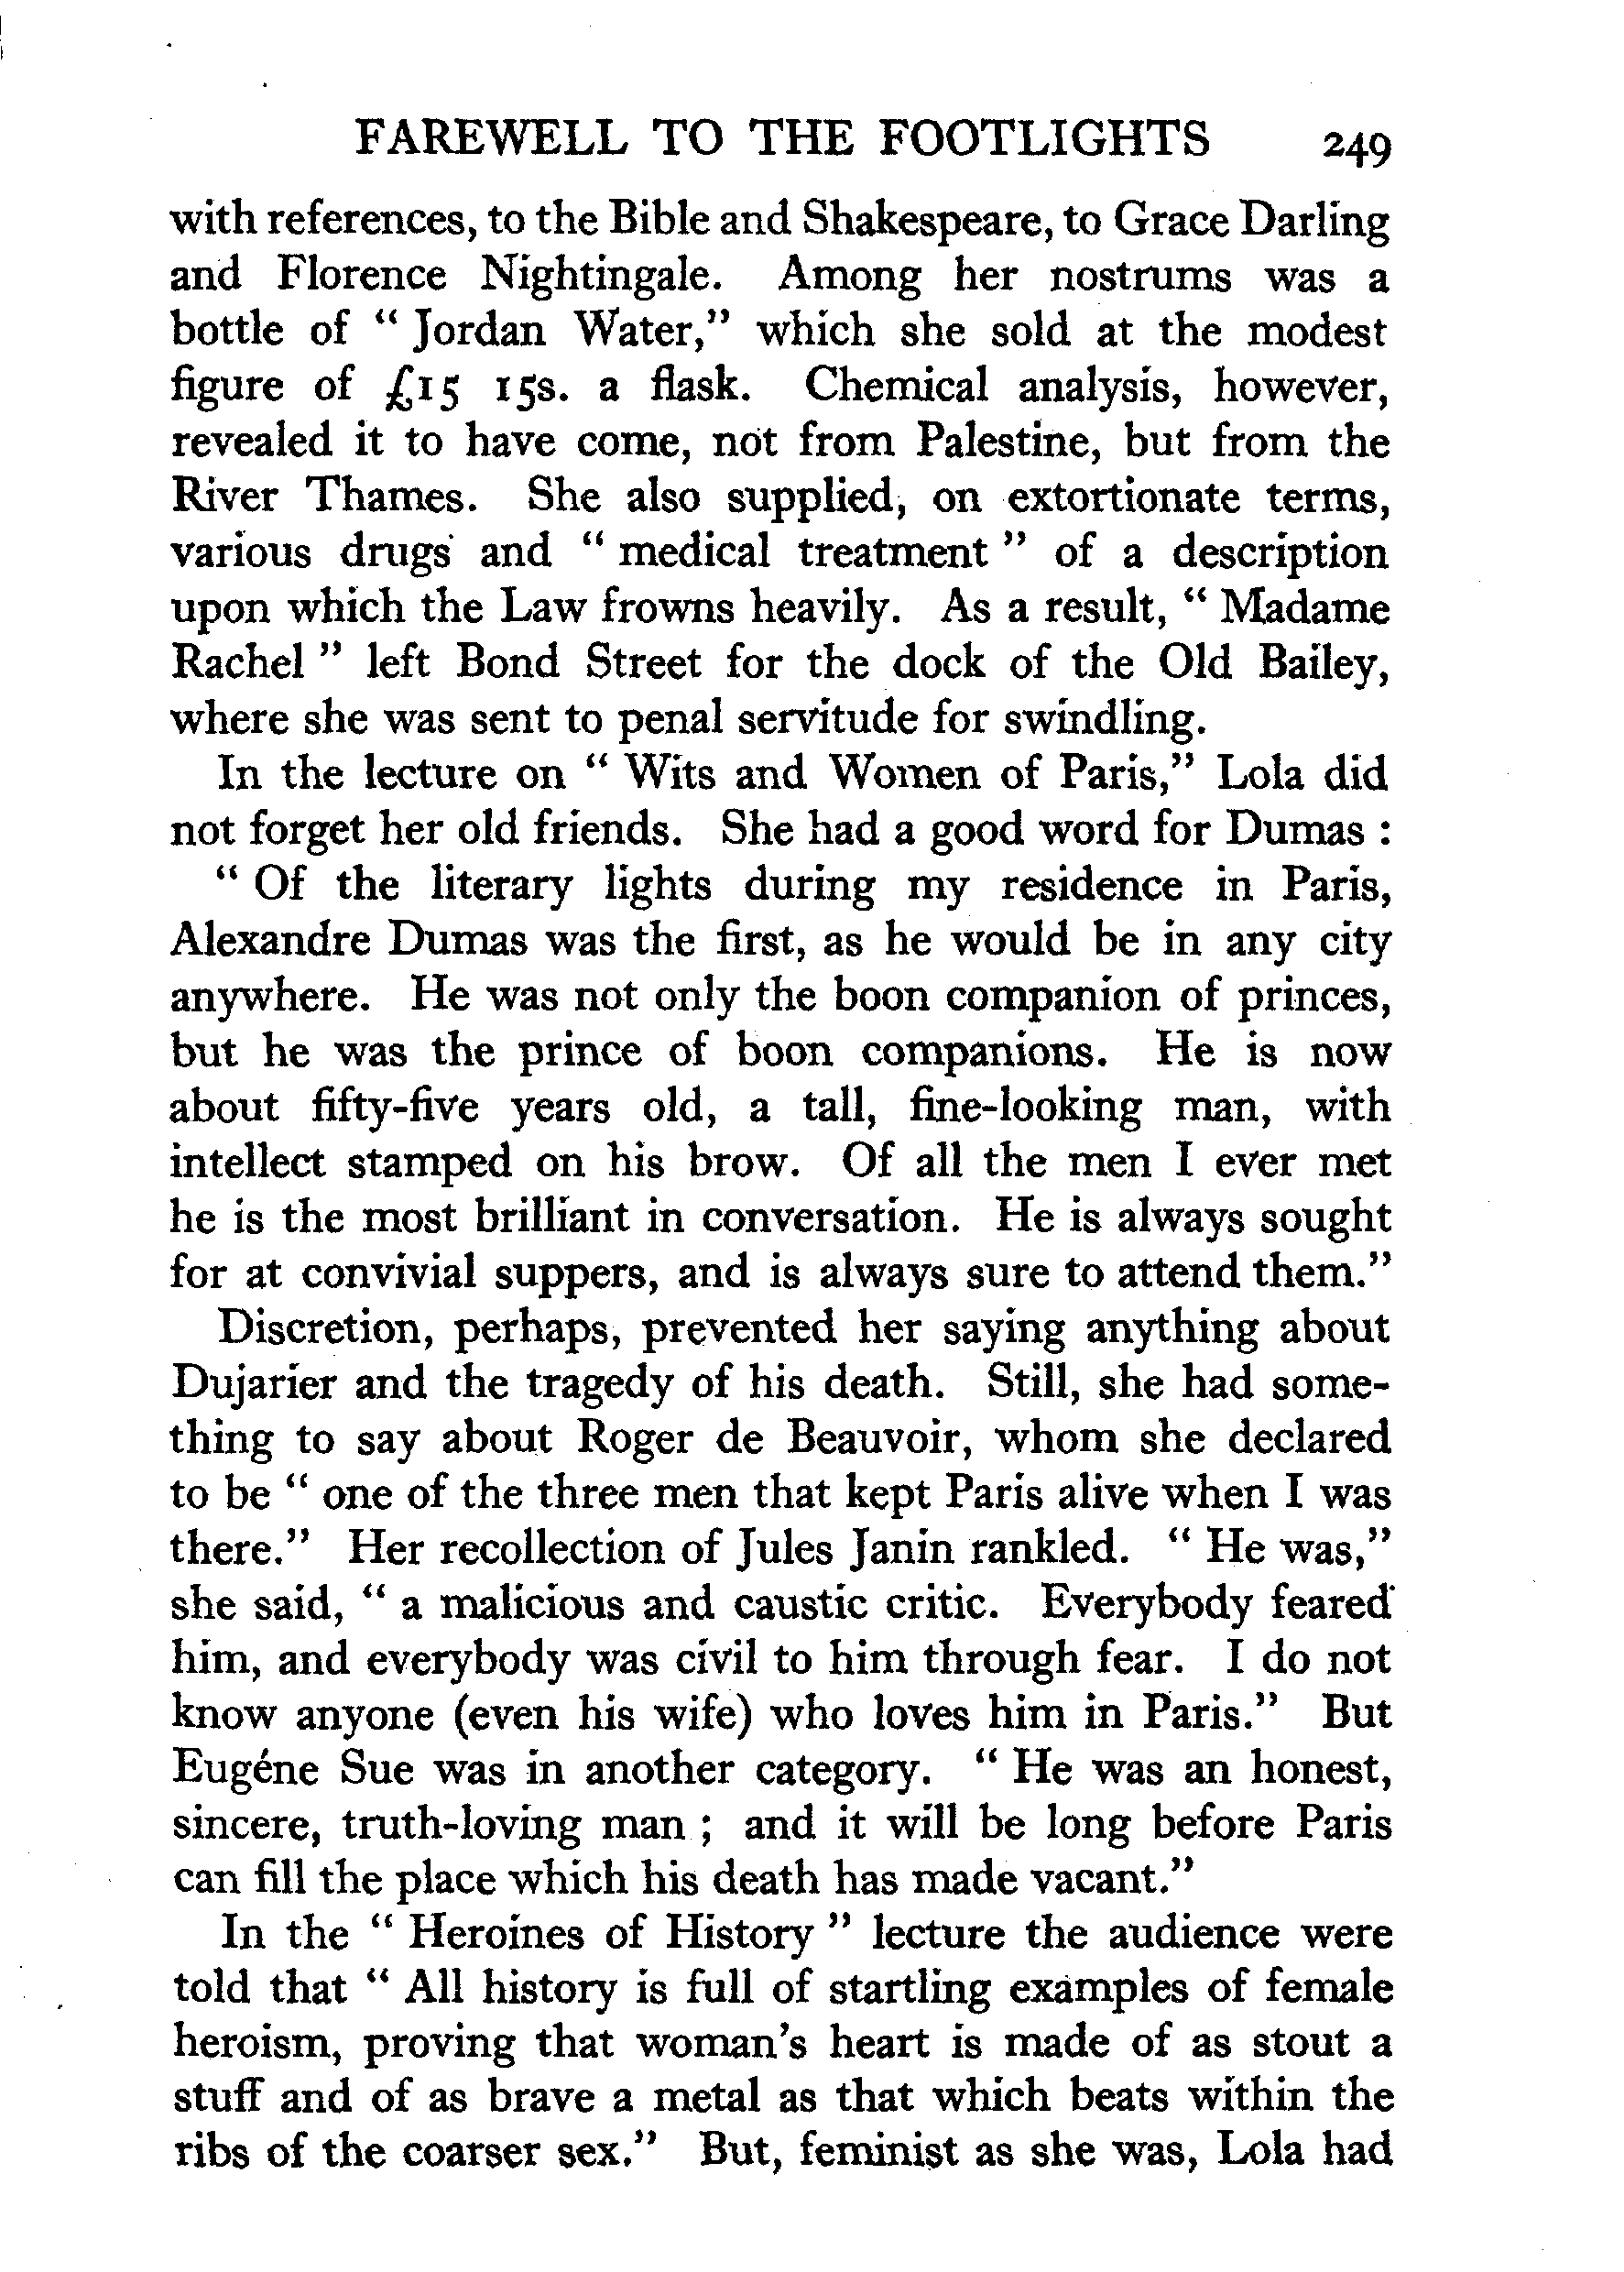 FAREWELL TO THE FOOTLIGHTS 249
with references, to the Bible and Shakespeare, to Grace Darling
and Florence Nightingale. Among her nostrums was a
bottle of " Jordan Water," which she sold at the modest
figure of £15 15s. a flask. Chemical analysis, however,
revealed it to have come, not from Palestine, but from the
River Thames. She also supplied, on extortionate terms,
various drugs and " medical treatment " of a description
upon which the Law frowns heavily. As a result, " Madame
Rachel " left Bond Street for the dock of the Old Bailey,
where she was sent to penal servitude for swindling.
In the lecture on " Wits and Women of Paris," Lola did
not forget her old friends. She had a good word for Dumas :
" Of the literary lights during my residence in Paris,
Alexandre Dumas was the first, as he would be in any city
anywhere. He was not only the boon companion of princes,
but he was the prince of boon companions. He is now
about fifty-five years old, a tall, fine-looking man, with
intellect stamped on his brow. Of all the men I ever met
he is the most brilliant in conversation. He is always sought
for at convivial suppers, and is always sure to attend them."
Discretion, perhaps, prevented her saying anything about
Dujarier and the tragedy of his death. Still, she had some-
thing to say about Roger de Beauvoir, whom she declared
to be " one of the three men that kept Paris alive when I was
there." Her recollection of Jules Janin rankled. " He was,"
she said, " a malicious and caustic critic. Everybody feared
him, and everybody was civil to him through fear. I do not
know anyone (even his wife) who loves him in Paris." But
Eugéne Sue was in another category. " He was an honest,
sincere, truth-loving man ; and it will be long before Paris
can fill the place which his death has made vacant."
In the " Heroines of History " lecture the audience were
told that " All history is full of startling examples of female
heroism, proving that woman's heart is made of as stout a
stuff and of as brave a metal as that which beats within the
ribs of the coarser sex." But, feminist as she was, Lola had